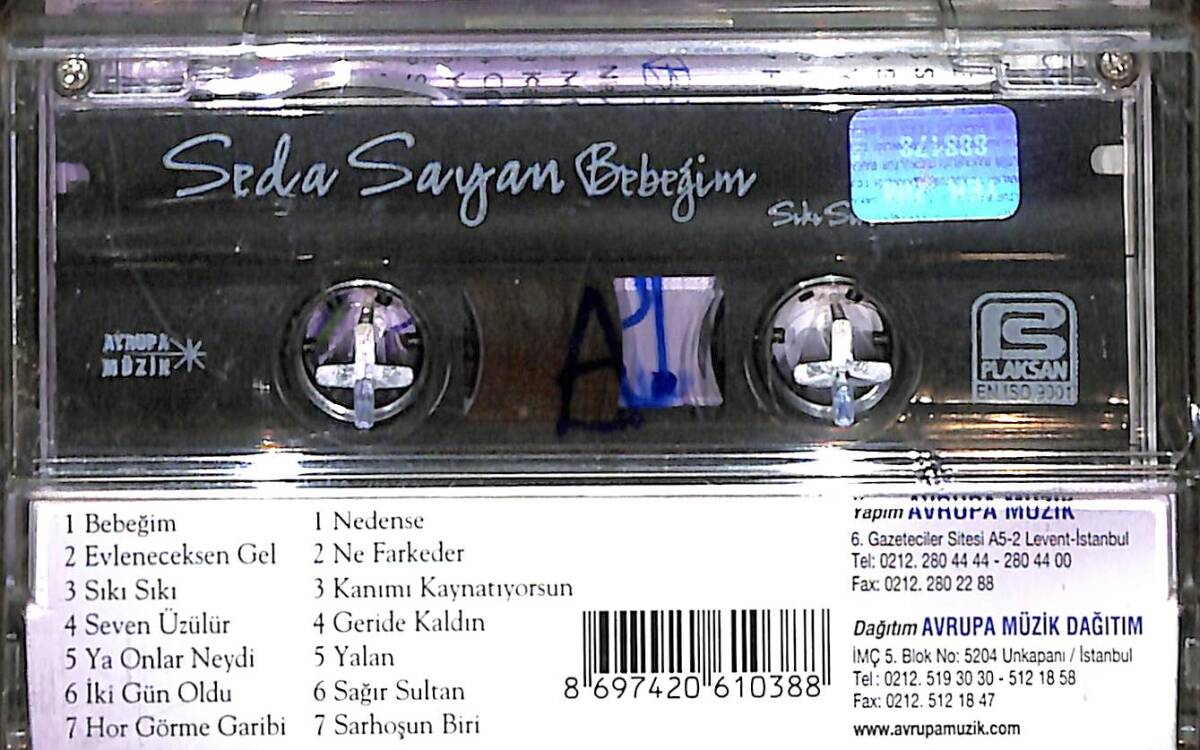 Seda Sayan Bebeğim
Sıkı
AVRUPA
MÜZİK
A
PLAKSAN
EN ISO 9001
1 Bebeğim
2 Evleneceksen Gel
3 Sıkı Sıkı
4 Seven Üzülür
5 Ya Onlar Neydi
6 İki Gün Oldu
7 Hor Görme Garibi
1 Nedense
2 Ne Farkeder
3 Kanımı Kaynatıyorsun
4 Geride Kaldın
5 Yalan
6 Sağır Sultan
7 Sarhoşun Biri
8 697420 610388
Yapım AVRUPA MÜZİK
6. Gazeteciler Sitesi A5-2 Levent-İstanbul
Tel: 0212. 280 44 44 - 280 44 00
Fax: 0212. 280 22 88
Dağıtım AVRUPA MÜZİK DAĞITIM
İMÇ 5. Blok No: 5204 Unkapanı / İstanbul
Tel: 0212. 519 30 30 - 512 18 58
Fax: 0212. 512 18 47
www.avrupamuzik.com